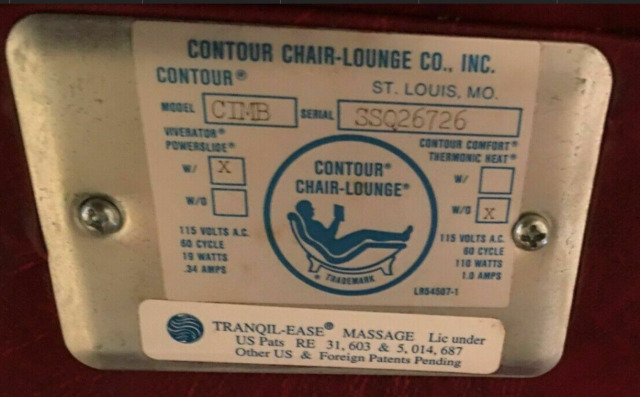 CONTOUR CHAIR-LOUNGE CO., INC.
CONTOUR®
ST. LOUIS, MO.
MODEL CIMB SERIAL SSQ26726
VIVERATOR®
POWERSLIDE®
W/ X
W/O
115 VOLTS A.C.
60 CYCLE
19 WATTS
.34 AMPS
CONTOUR®
CHAIR-LOUNGE®
® TRADEMARK
CONTOUR COMFORT®
THERMONIC HEAT®
W/
W/O X
115 VOLTS A.C.
60 CYCLE
110 WATTS
1.0 AMPS
LR54507-1
TRANQIL-EASE® MASSAGE Lic under
US Pats RE 31, 603 & 5, 014, 687
Other US & Foreign Patents Pending